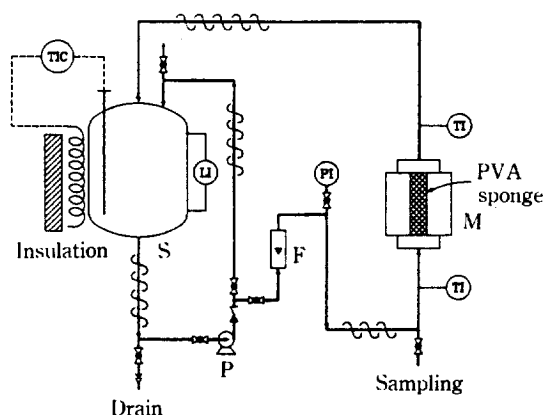 TIC
TI
LI
PI
PVA
sponge
M
Insulation
S
F
TI
P
Sampling
Drain